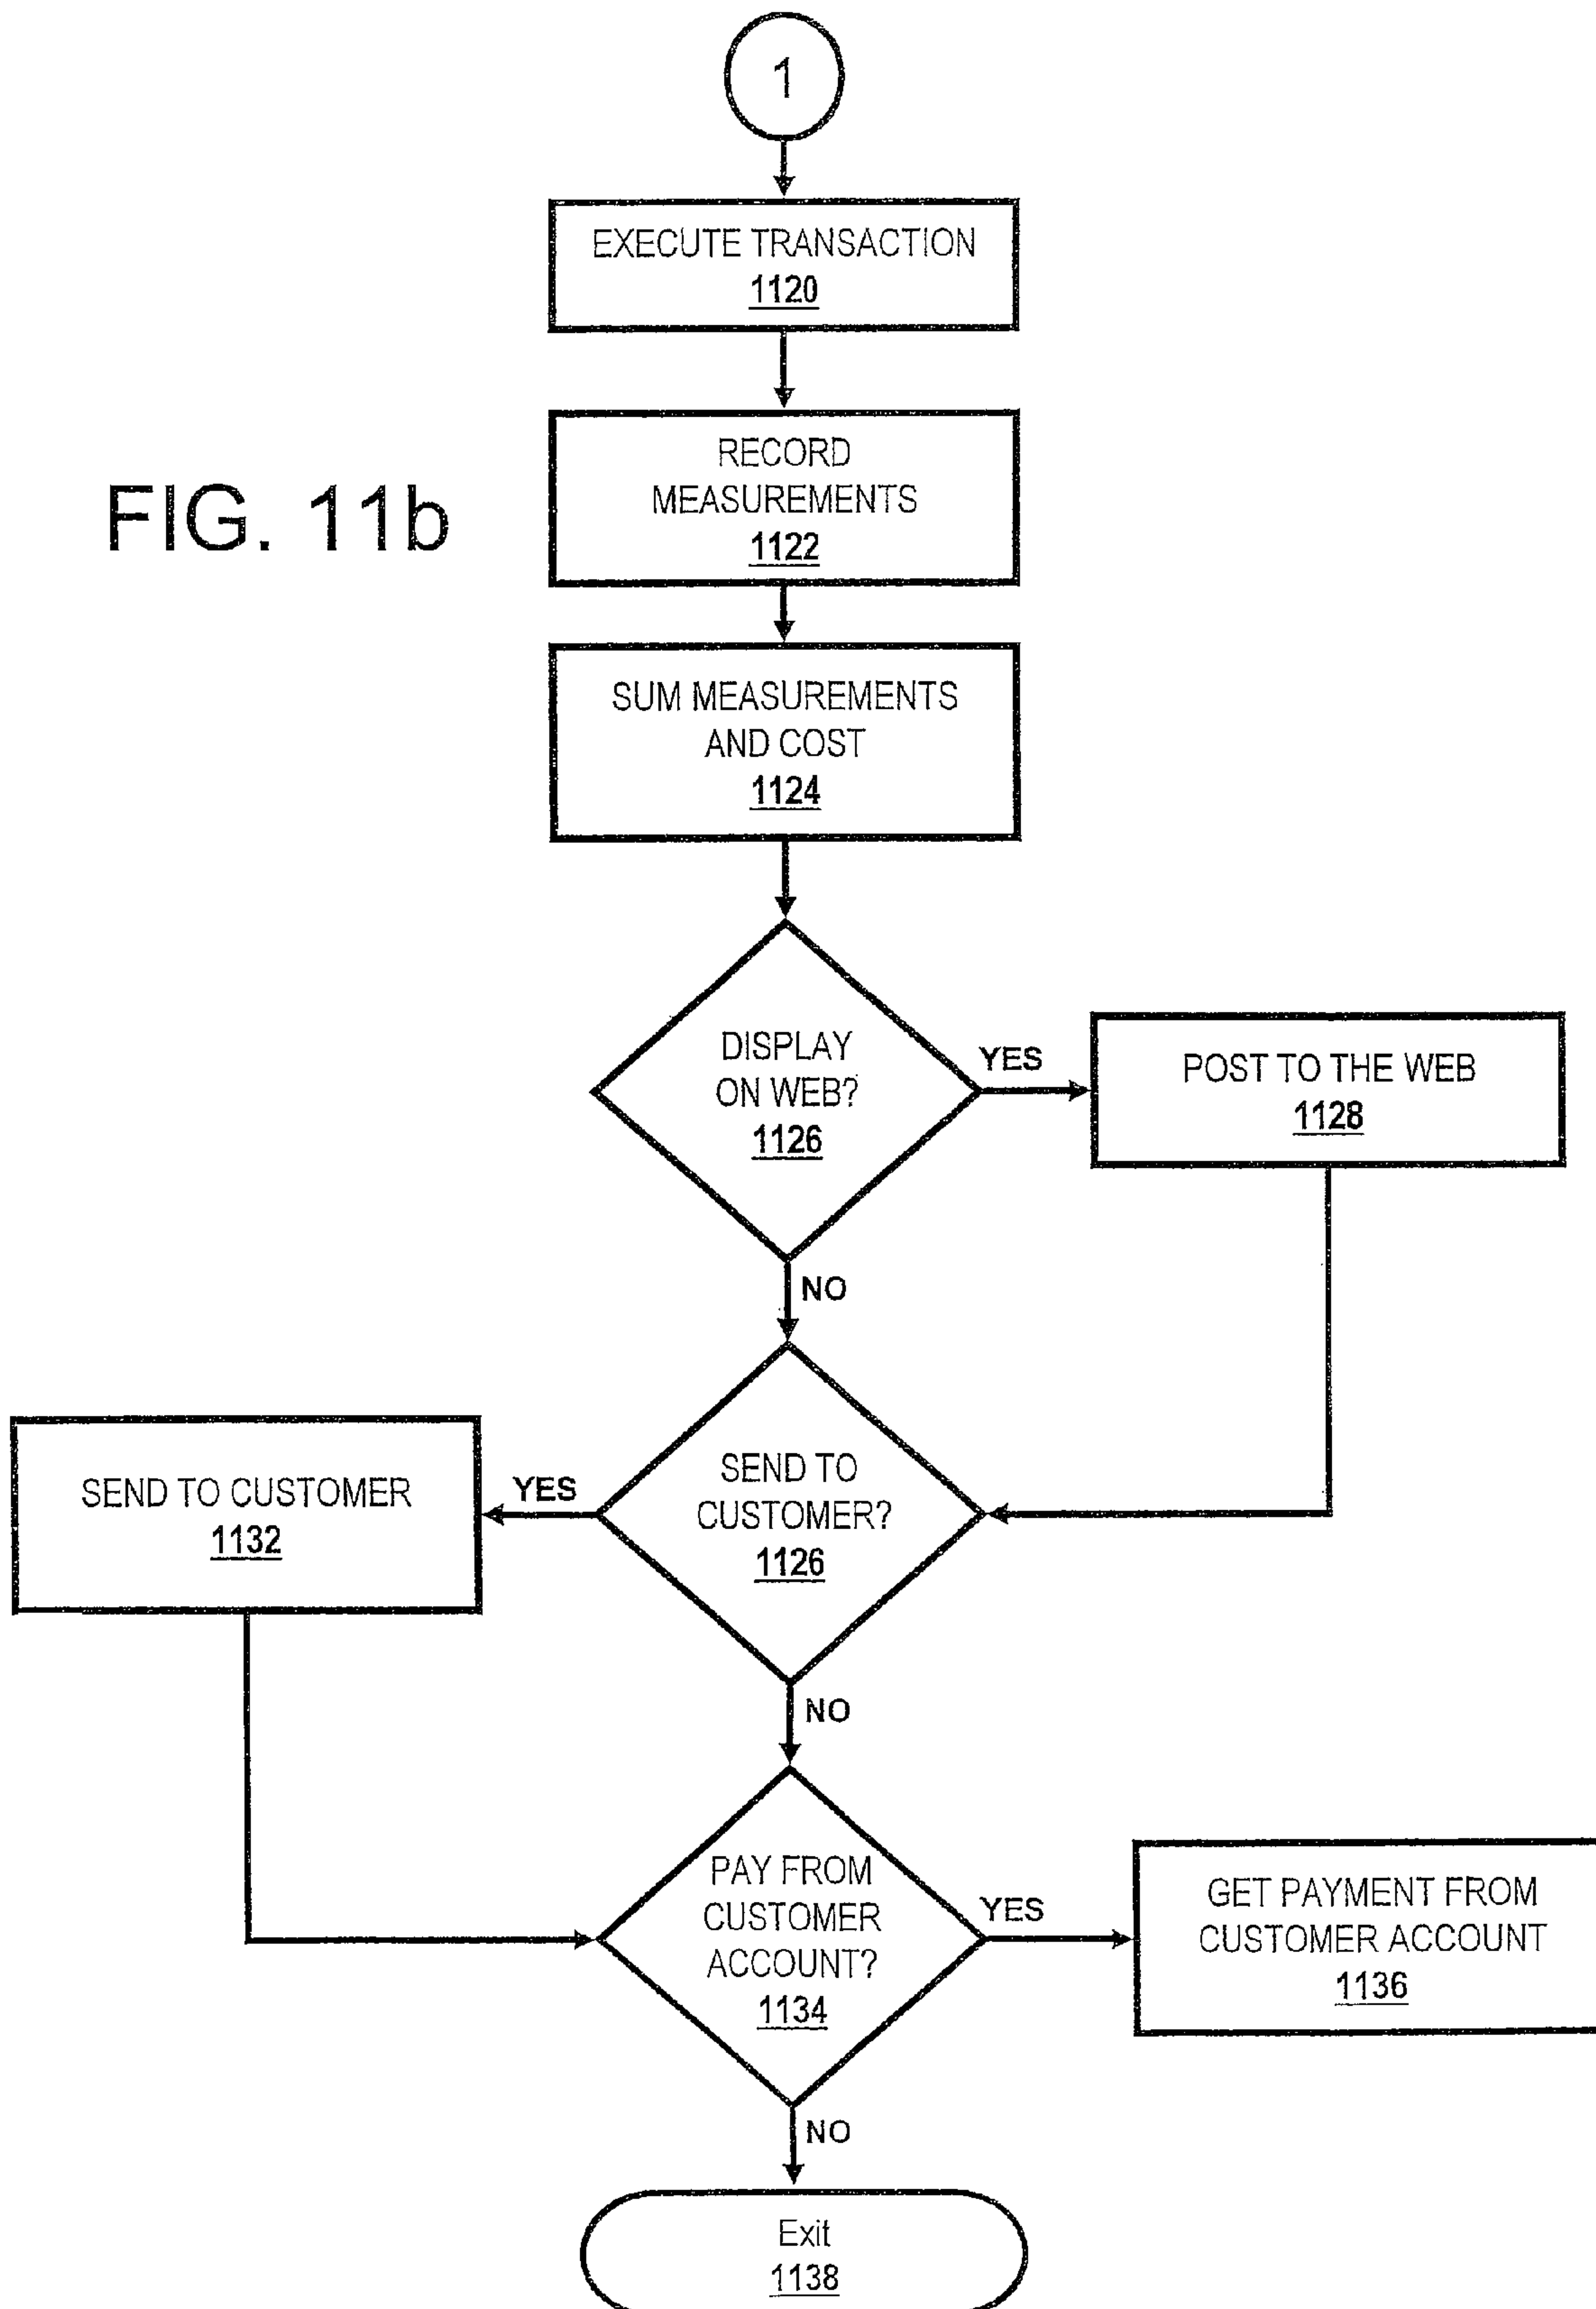 1
EXECUTE TRANSACTION
1120
FIG. 11b
RECORD
MEASUREMENTS
1122
SUM MEASUREMENTS
AND COST
1124
DISPLAY
ON WEB?
1126
YES
POST TO THE WEB
1128
NO
SEND TO CUSTOMER
1132
YES
SEND TO
CUSTOMER?
1126
NO
PAY FROM
CUSTOMER
ACCOUNT?
1134
YES
GET PAYMENT FROM
CUSTOMER ACCOUNT
1136
NO
Exit
1138